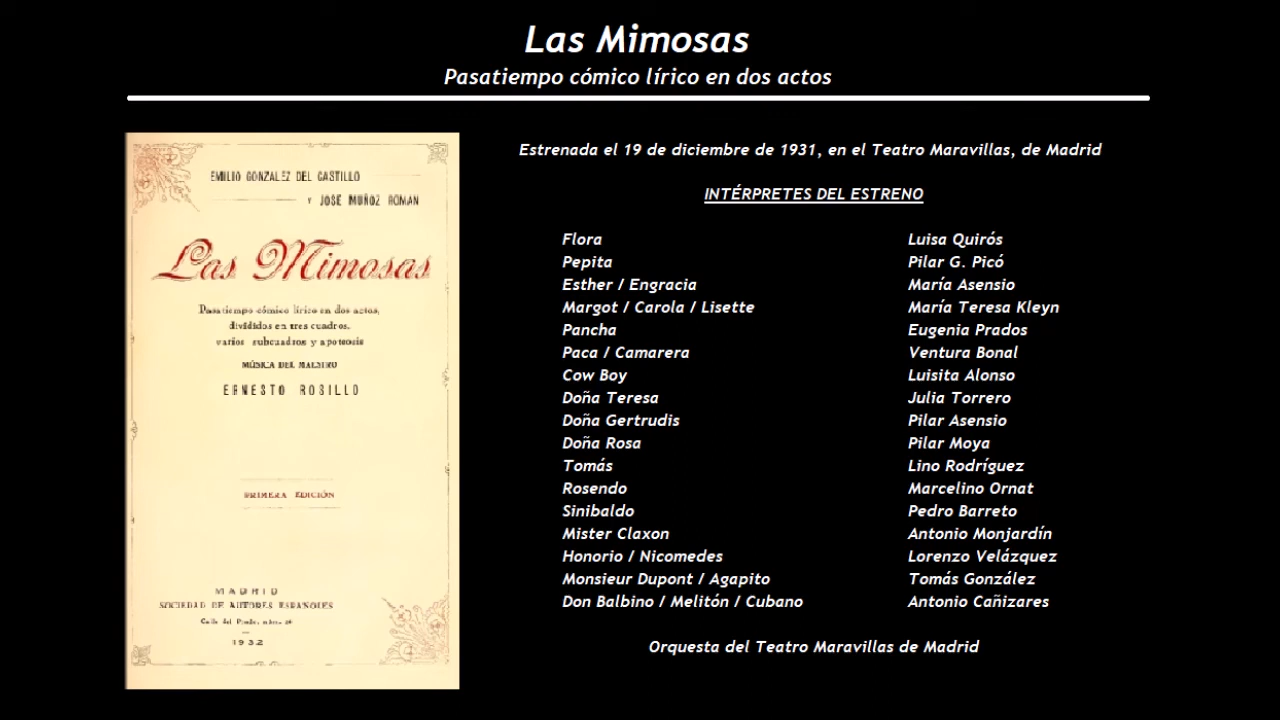 Las Mimosas
Pasatiempo cómico lírico en dos actos
EMILIO GONZALEZ DEL CASTILLO
Y JOSE MUÑOZ ROMAN
Las Mimosas
Pasatiempo cómico lírico en dos actos,
divididos en tres cuadros,
varios subcuadros y apoteosis
MÚSICA DEL MAESTRO
ERNESTO ROSILLO
PRIMERA EDICIÓN
MADRID
SOCIEDAD DE AUTORES ESPAÑOLES
Calle del Prado, núm.
1932
Estrenada el 19 de diciembre de 1931, en el Teatro Maravillas, de Madrid
INTÉRPRETES DEL ESTRENO
Flora Luisa Quirós
Pepita Pilar G. Picó
Esther / Engracia María Asensio
Margot / Carola / Lisette María Teresa Kleyn
Pancha Eugenia Prados
Paca / Camarera Ventura Bonal
Cow Boy Luisita Alonso
Doña Teresa Julia Torrero
Doña Gertrudis Pilar Asensio
Doña Rosa Pilar Moya
Tomás Lino Rodríguez
Rosendo Marcelino Ornat
Sinibaldo Pedro Barreto
Mister Claxon Antonio Monjardín
Honorio / Nicomedes Lorenzo Velázquez
Monsieur Dupont / Agapito Tomás González
Don Balbino / Melitón / Cubano Antonio Cañizares
Orquesta del Teatro Maravillas de Madrid